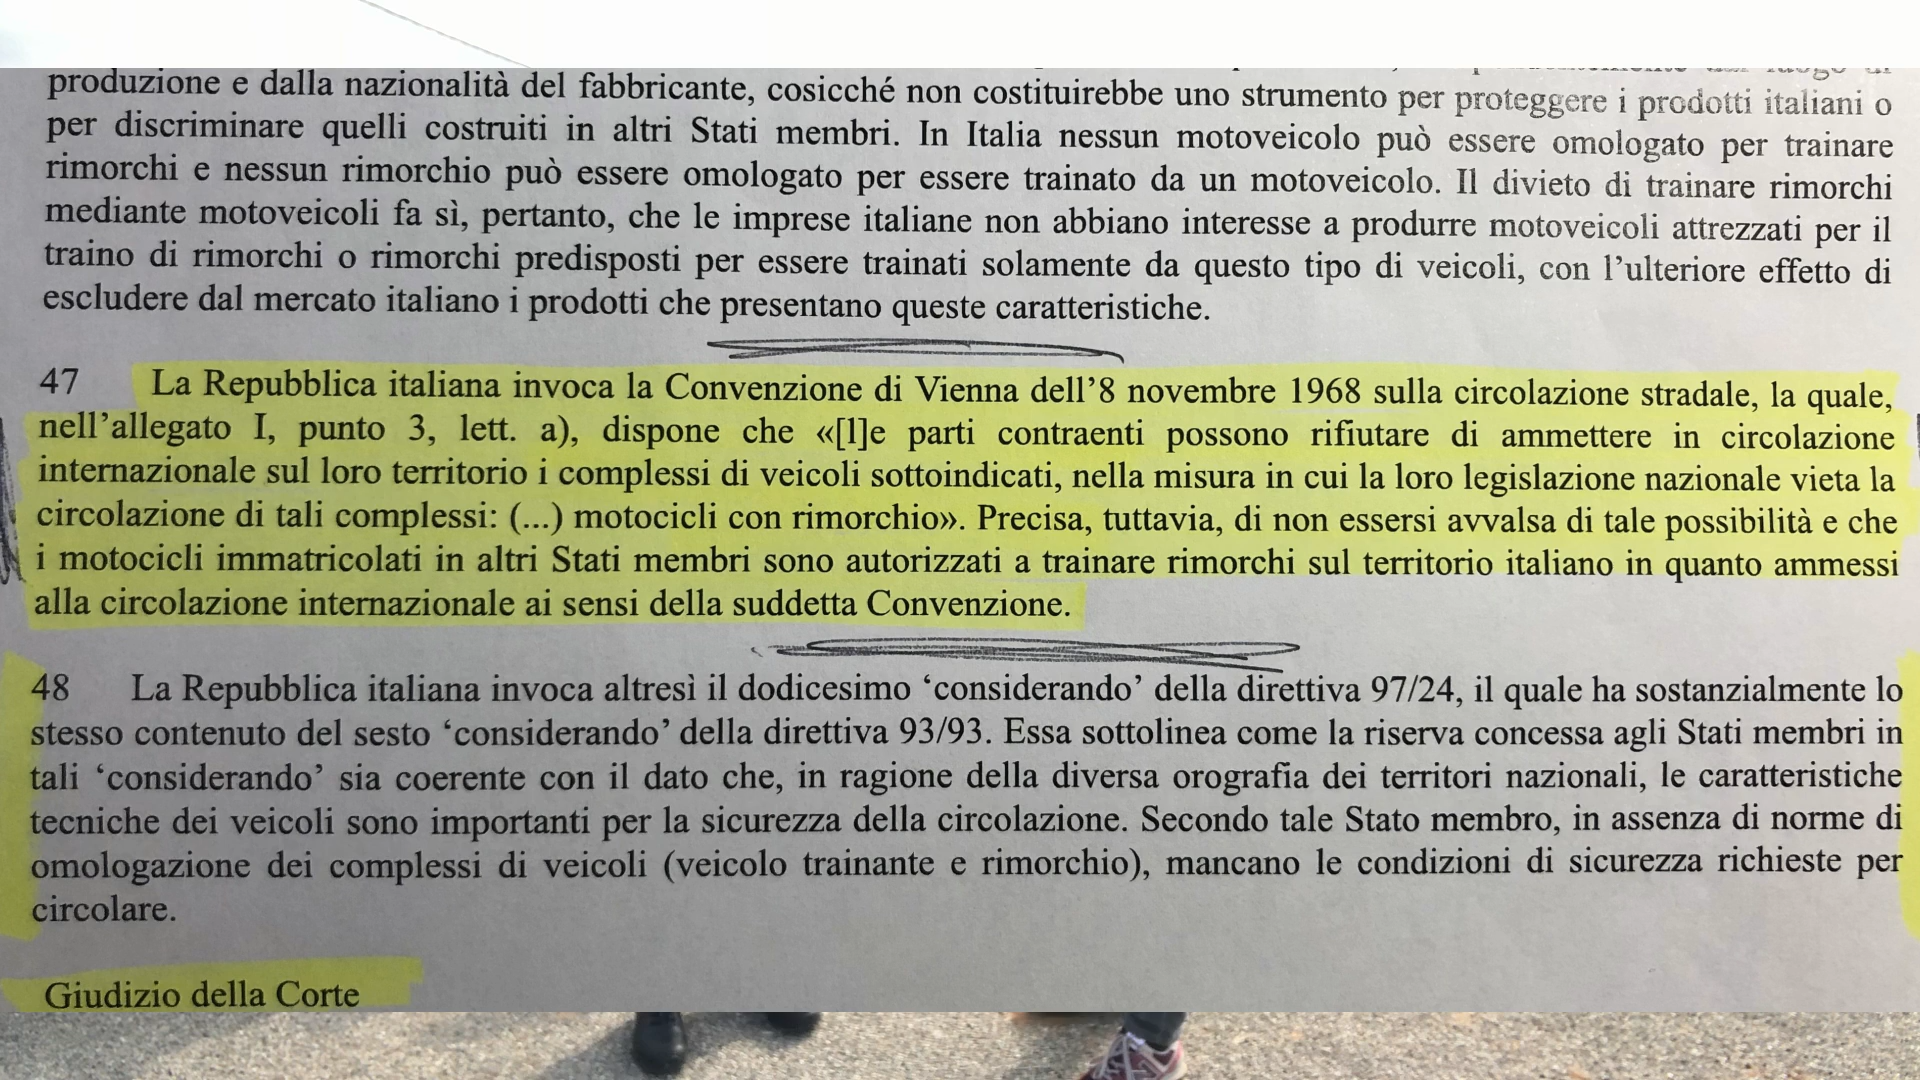 produzione e dalla nazionalità del fabbricante, cosicché non costituirebbe uno strumento per proteggere i prodotti italiani o
per discriminare quelli costruiti in altri Stati membri. In Italia nessun motoveicolo può essere omologato per trainare
rimorchi e nessun rimorchio può essere omologato per essere trainato da un motoveicolo. Il divieto di trainare rimorchi
mediante motoveicoli fa sì, pertanto, che le imprese italiane non abbiano interesse a produrre motoveicoli attrezzati per il
traino di rimorchi o rimorchi predisposti per essere trainati solamente da questo tipo di veicoli, con l’ulteriore effetto di
escludere dal mercato italiano i prodotti che presentano queste caratteristiche.
47 La Repubblica italiana invoca la Convenzione di Vienna dell’8 novembre 1968 sulla circolazione stradale, la quale,
nell’allegato I, punto 3, lett. a), dispone che «[l]e parti contraenti possono rifiutare di ammettere in circolazione
internazionale sul loro territorio i complessi di veicoli sottoindicati, nella misura in cui la loro legislazione nazionale vieta la
circolazione di tali complessi: (...) motocicli con rimorchio». Precisa, tuttavia, di non essersi avvalsa di tale possibilità e che
i motocicli immatricolati in altri Stati membri sono autorizzati a trainare rimorchi sul territorio italiano in quanto ammessi
alla circolazione internazionale ai sensi della suddetta Convenzione.
48 La Repubblica italiana invoca altresì il dodicesimo ‘considerando’ della direttiva 97/24, il quale ha sostanzialmente lo
stesso contenuto del sesto ‘considerando’ della direttiva 93/93. Essa sottolinea come la riserva concessa agli Stati membri in
tali ‘considerando’ sia coerente con il dato che, in ragione della diversa orografia dei territori nazionali, le caratteristiche
tecniche dei veicoli sono importanti per la sicurezza della circolazione. Secondo tale Stato membro, in assenza di norme di
omologazione dei complessi di veicoli (veicolo trainante e rimorchio), mancano le condizioni di sicurezza richieste per
circolare.
Giudizio della Corte